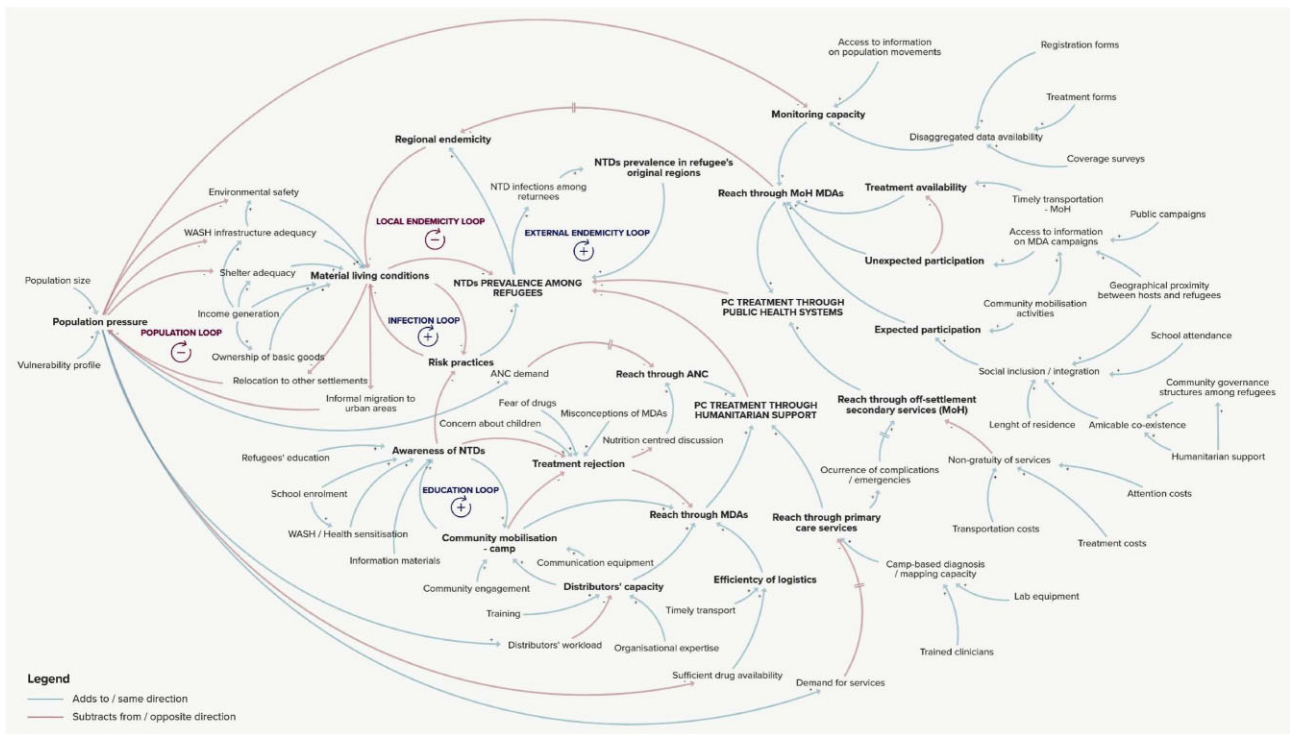 Access to information
on population movements
Registration forms
Treatment forms
Monitoring capacity
Disaggregated data availability
Coverage surveys
Regional endemicity
NTDs prevalence in refugee's
original regions
NTD infections among
returnees
Reach through MoH MDAs
Treatment availability
Timely transportation
- MoH
Public campaigns
Access to information
on MDA campaigns
Environmental safety
WASH infrastructure adequacy
LOCAL ENDEMICITY LOOP
EXTERNAL ENDEMICITY LOOP
Unexpected participation
Shelter adequacy
Material living conditions
NTDs PREVALENCE AMONG
REFUGEES
Geographical proximity
between hosts and refugees
Population size
Income generation
PC TREATMENT THROUGH
PUBLIC HEALTH SYSTEMS
Community mobilisation
activities
Population pressure
POPULATION LOOP
INFECTION LOOP
Expected participation
School attendance
Vulnerability profile
Ownership of basic goods
Risk practices
Relocation to other settlements
ANC demand
Reach through ANC
Social inclusion / integration
Informal migration to
urban areas
Fear of drugs
Misconceptions of MDAs
Concern about children
PC TREATMENT THROUGH
HUMANITARIAN SUPPORT
Reach through off-settlement
secondary services (MoH)
Community governance
structures among refugees
Lenght of residence
Amicable co-existence
Nutrition centred discussion
Awareness of NTDs
Refugees' education
Treatment rejection
Non-gratuity of services
Humanitarian support
Ocurrence of complications
/ emergencies
School enrolment
EDUCATION LOOP
Attention costs
WASH / Health sensitisation
Reach through MDAs
Reach through primary
care services
Transportation costs
Treatment costs
Information materials
Community mobilisation
- camp
Communication equipment
Camp-based diagnosis
/ mapping capacity
Community engagement
Distributors' capacity
Efficientcy of logistics
Lab equipment
Training
Timely transport
Distributors' workload
Organisational expertise
Trained clinicians
Sufficient drug availability
Demand for services
Legend
Adds to / same direction
Subtracts from / opposite direction